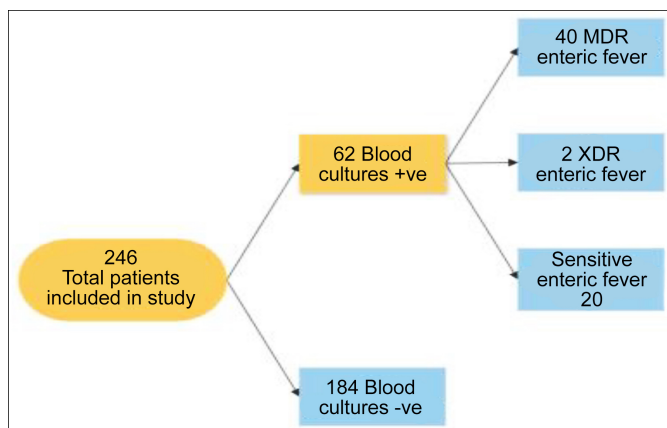 246
Total patients
included in study
62 Blood
cultures +ve
184 Blood
cultures -ve
40 MDR
enteric fever
2 XDR
enteric fever
Sensitive
enteric fever
20